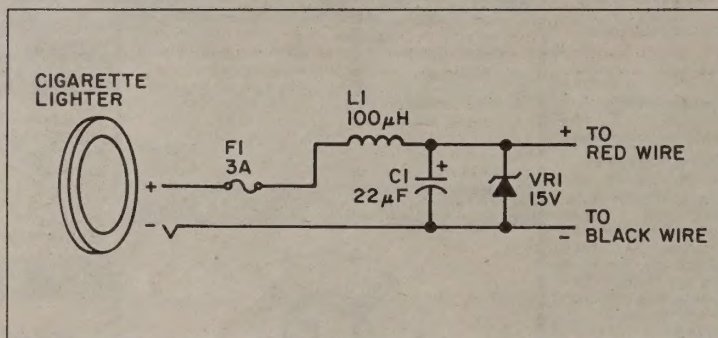 CIGARETTE
LIGHTER
F1
3A
L1
100µH
+
-
C1
22µF
+
VR1
15V
+
TO
RED WIRE
TO
-
BLACK WIRE